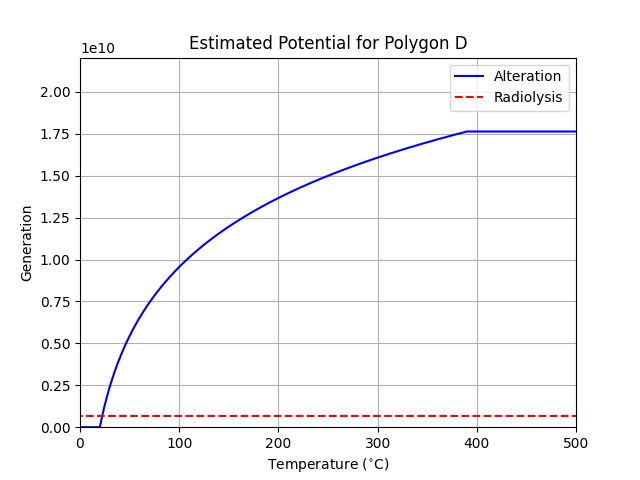 Estimated Potential for Polygon D
1e10
Alteration
Radiolysis
2.00
1.75
1.50
1.25
1.00
0.75
0.50
0.25
0.00
Generation
0 100 200 300 400 500
Temperature (°C)